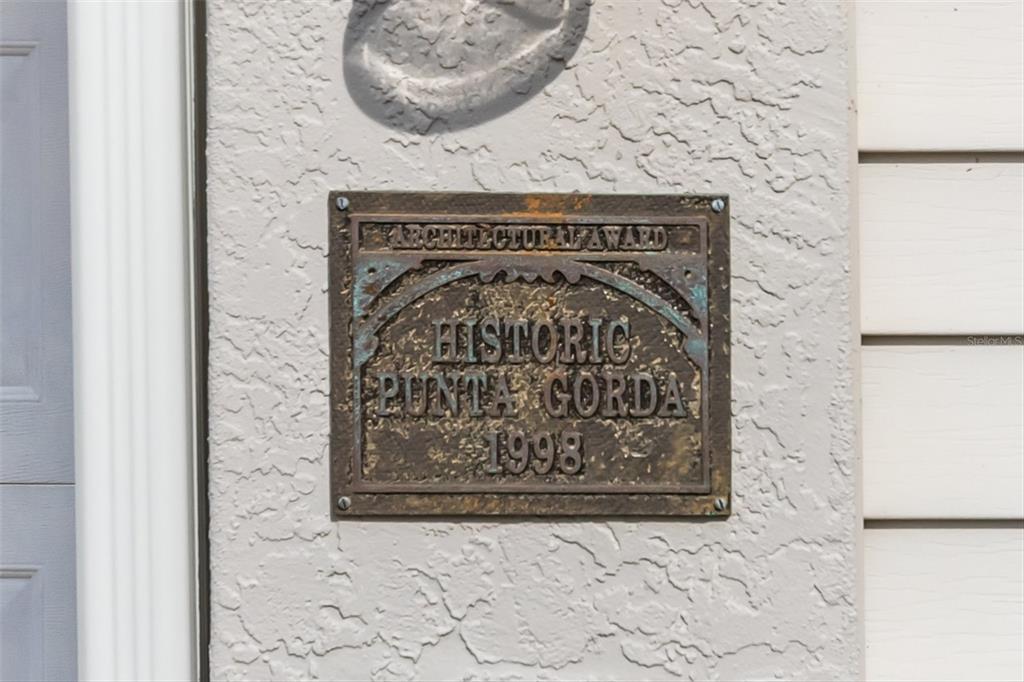 ARCHITECTURAL AWARD
HISTORIC
PUNTA GORDA
1998
StellarMLS